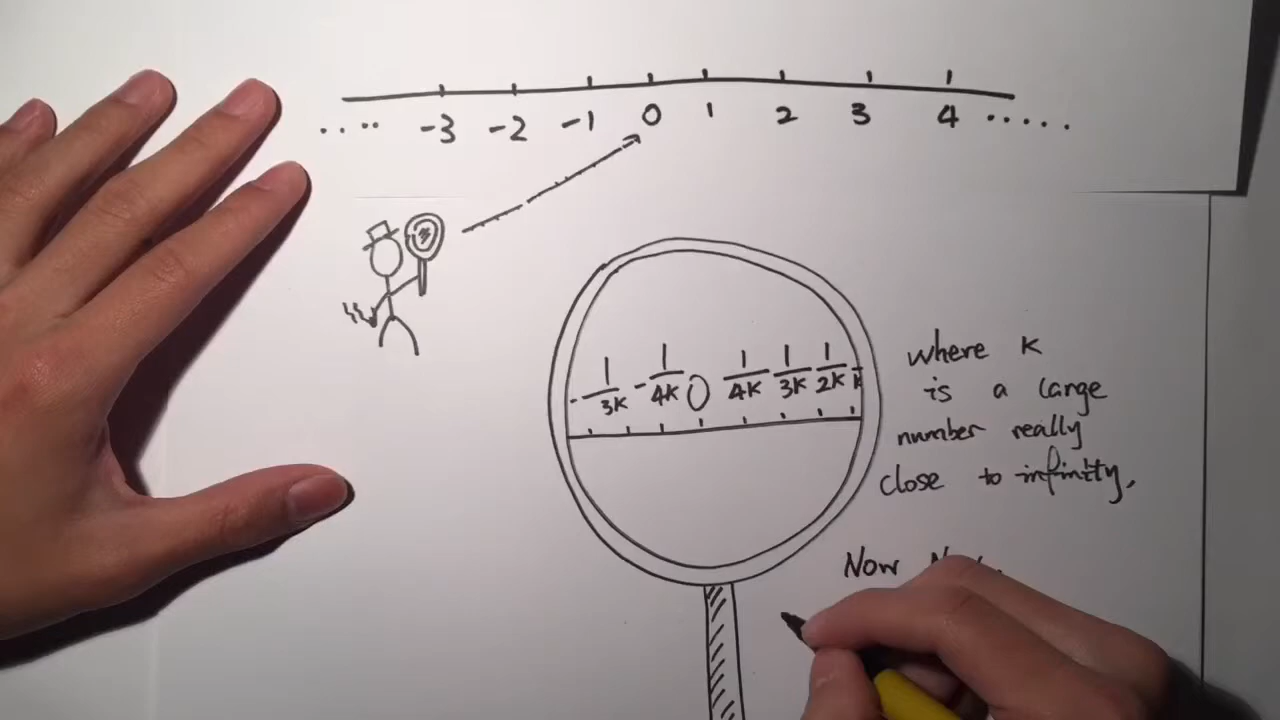 ..... -3 -2 -1 0 1 2 3 4 .....
-1/3K -1/4K 0 1/4K 1/3K 1/2K
where K
is a large
number really
close to infinity.
Now